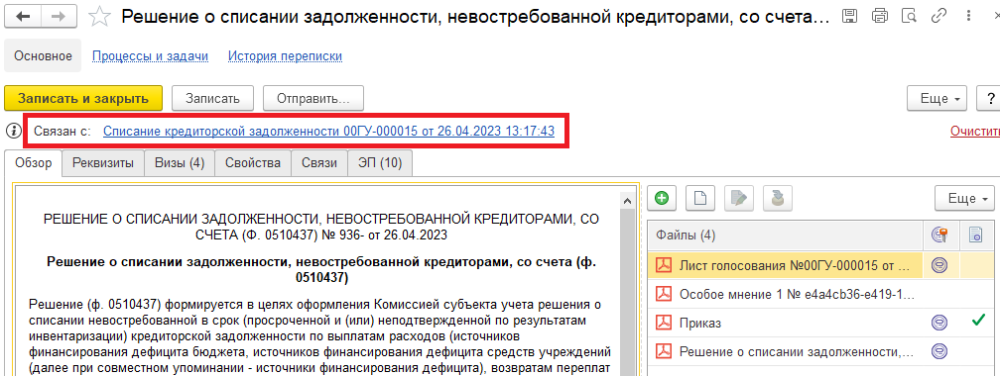 Решение о списании задолженности, невостребованной кредиторами, со счета...
Основное Процессы и задачи История переписки
Записать и закрыть Записать Отправить... Еще ?
Связан с: Списание кредиторской задолженности 00ГУ-000015 от 26.04.2023 13:17:43 Очистить
Обзор Реквизиты Визы (4) Свойства Связи ЭП (10)
РЕШЕНИЕ О СПИСАНИИ ЗАДОЛЖЕННОСТИ, НЕВОСТРЕБОВАННОЙ КРЕДИТОРАМИ, СО
СЧЕТА (Ф. 0510437) № 936- от 26.04.2023
Решение о списании задолженности, невостребованной кредиторами, со счета (ф.
0510437)
Решение (ф. 0510437) формируется в целях оформления Комиссией субъекта учета решения о
списании невостребованной в срок (просроченной и (или) неподтвержденной по результатам
инвентаризации) кредиторской задолженности по выплатам расходов (источников
финансирования дефицита бюджета, источников финансирования дефицита средств учреждений
(далее при совместном упоминании - источники финансирования дефицита), возвратам переплат
Еще
Файлы (4)
Лист голосования №00ГУ-000015 от ...
Особое мнение 1 № e4a4cb36-e419-1...
Приказ
Решение о списании задолженности,...